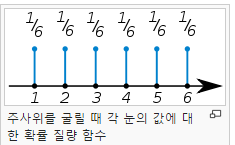 1/6 1/6 1/6 1/6 1/6 1/6
1 2 3 4 5 6
주사위를 굴릴 때 각 눈의 값에 대
한 확률 질량 함수